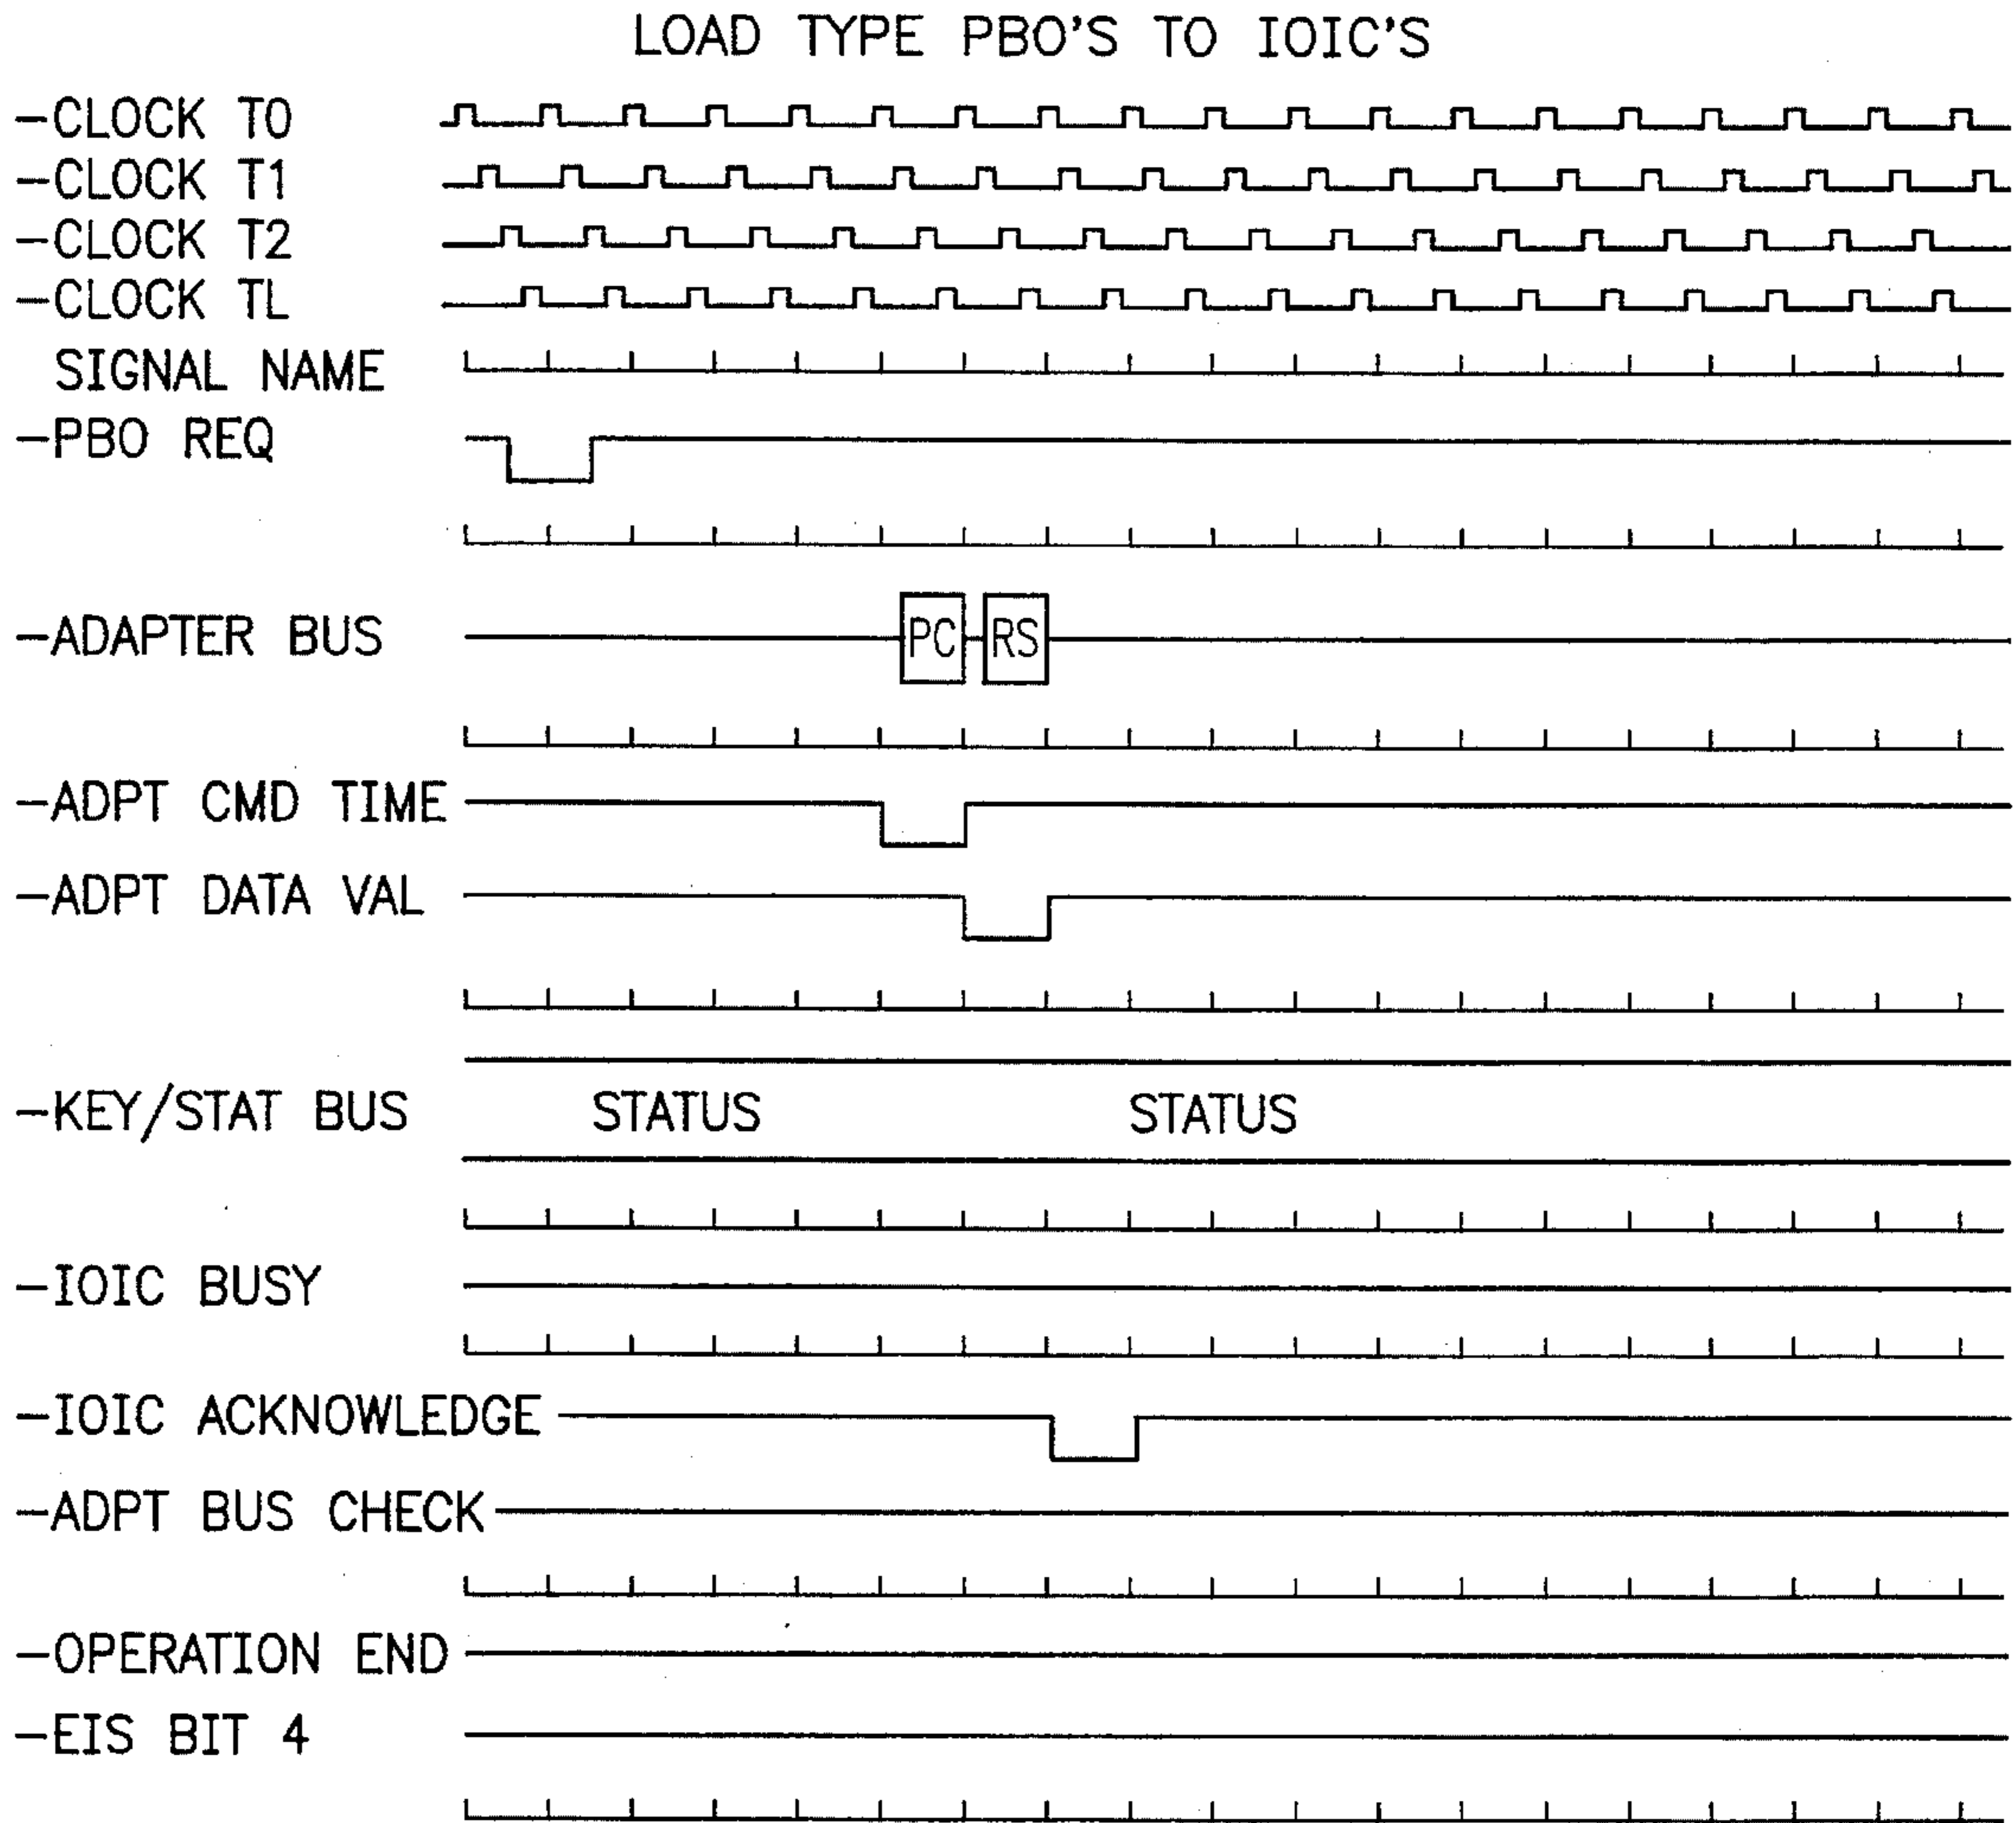 LOAD TYPE PBO'S TO IOIC'S
-CLOCK T0
-CLOCK T1
-CLOCK T2
-CLOCK TL
SIGNAL NAME
-PBO REQ
-ADAPTER BUS PC RS
-ADPT CMD TIME
-ADPT DATA VAL
-KEY/STAT BUS STATUS STATUS
-IOIC BUSY
-IOIC ACKNOWLEDGE
-ADPT BUS CHECK
-OPERATION END
-EIS BIT 4